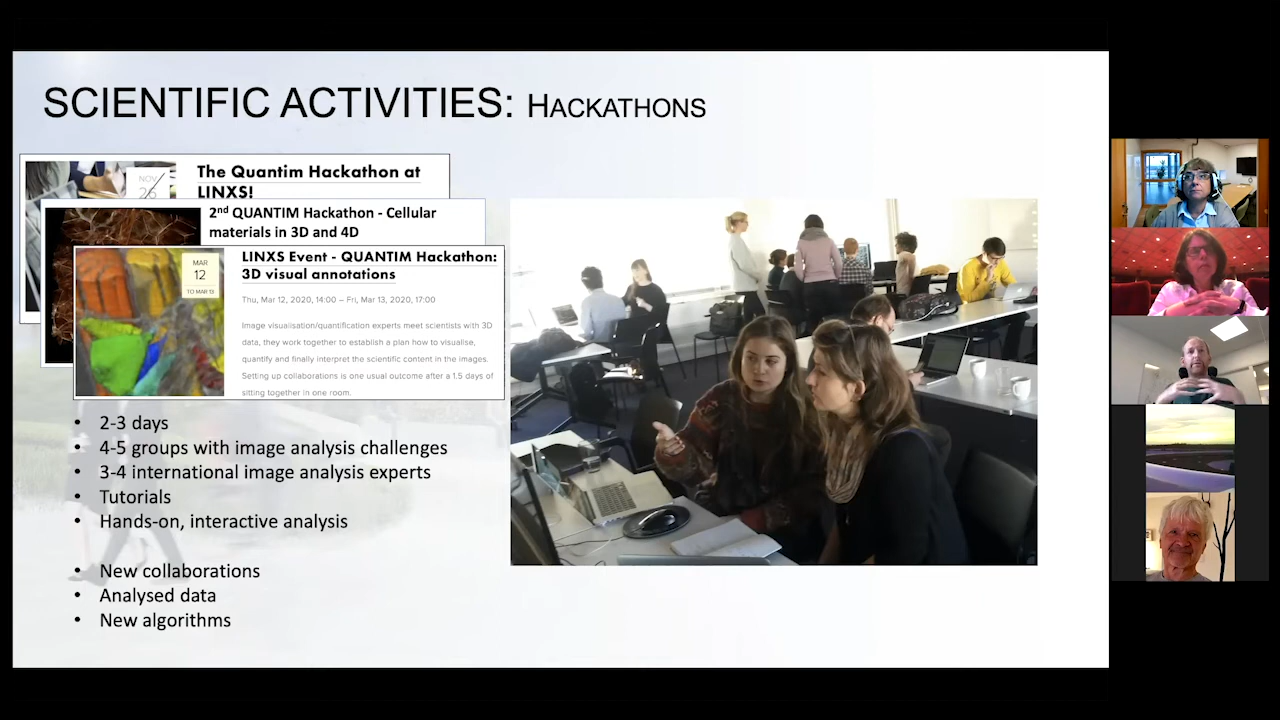 SCIENTIFIC ACTIVITIES: HACKATHONS
NOV
26
The Quantim Hackathon at
LINXS!
2nd QUANTIM Hackathon - Cellular
materials in 3D and 4D
MAR
12
TO MAR 13
LINXS Event - QUANTIM Hackathon:
3D visual annotations
Thu, Mar 12, 2020, 14:00 – Fri, Mar 13, 2020, 17:00
Image visualisation/quantification experts meet scientists with 3D
data, they work together to establish a plan how to visualise,
quantify and finally interpret the scientific content in the images.
Setting up collaborations is one usual outcome after a 1.5 days of
sitting together in one room.
• 2-3 days
• 4-5 groups with image analysis challenges
• 3-4 international image analysis experts
• Tutorials
• Hands-on, interactive analysis
• New collaborations
• Analysed data
• New algorithms